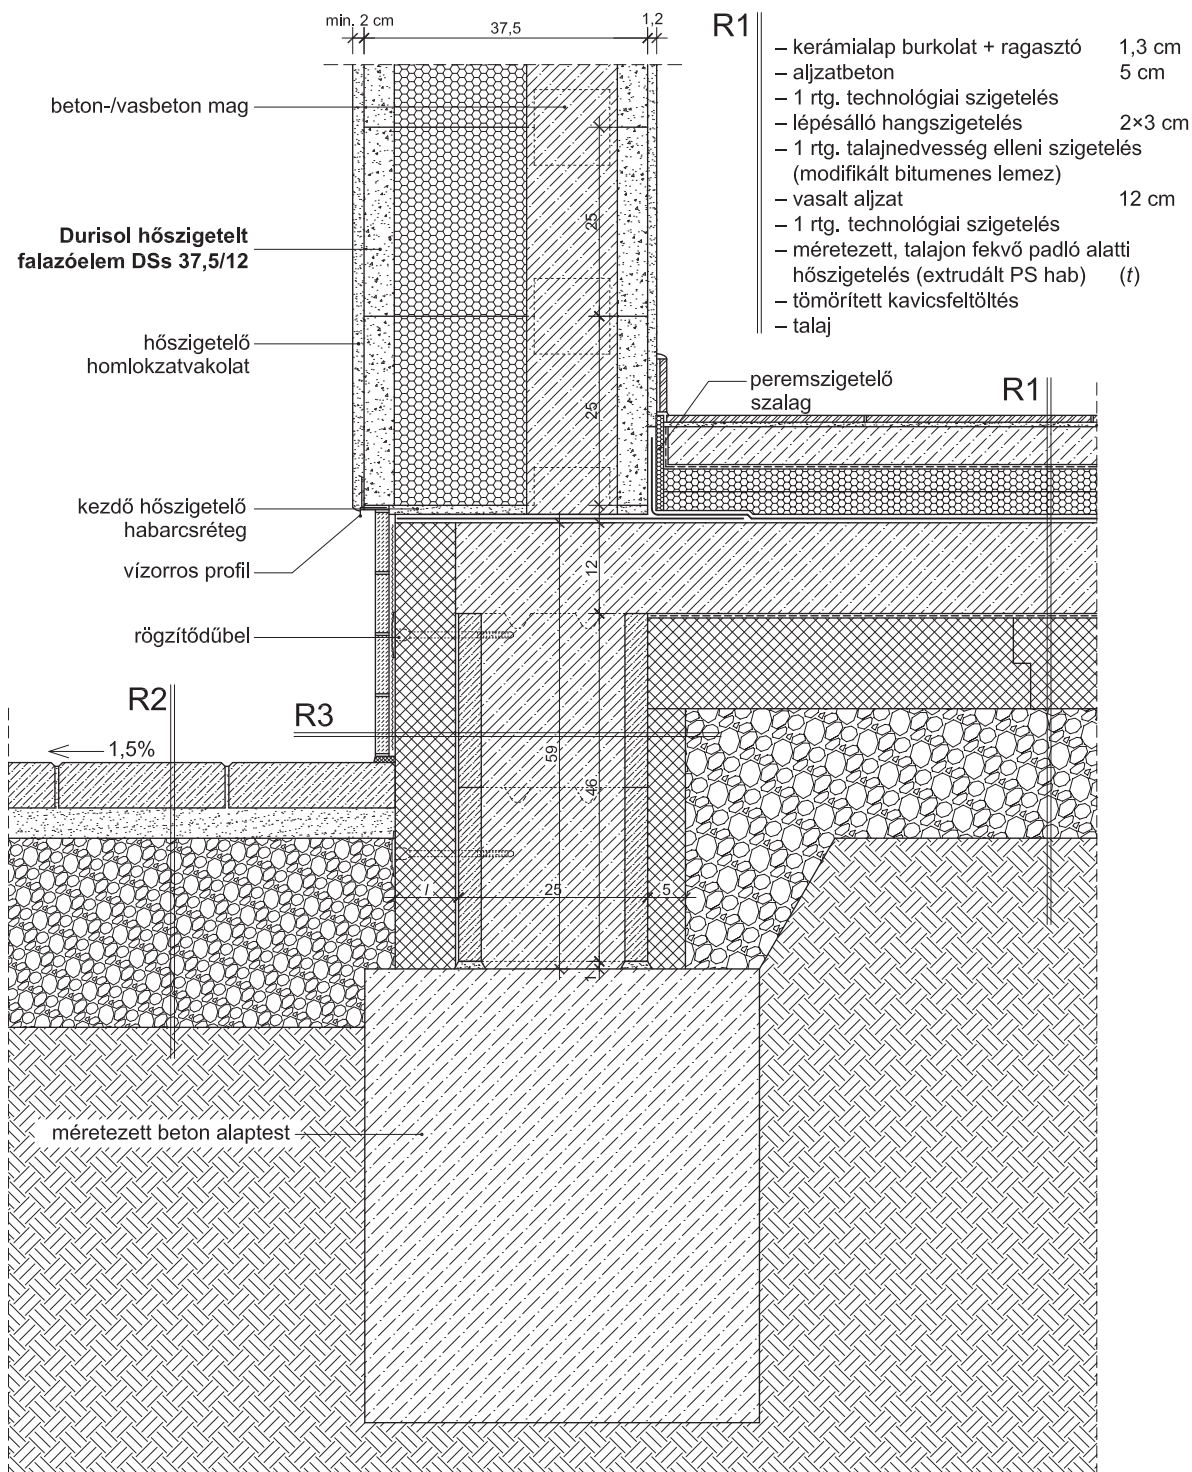 min. 2 cm
37,5
1,2
R1
– kerámialap burkolat + ragasztó 1,3 cm
– aljzatbeton 5 cm
– 1 rtg. technológiai szigetelés
– lépésálló hangszigetelés 2×3 cm
– 1 rtg. talajnedvesség elleni szigetelés
(modifikált bitumenes lemez)
– vasalt aljzat 12 cm
– 1 rtg. technológiai szigetelés
– méretezett, talajon fekvő padló alatti
hőszigetelés (extrudált PS hab) (t)
– tömörített kavicsfeltöltés
– talaj
beton-/vasbeton mag
25
Durisol hőszigetelt
falazóelem DSs 37,5/12
hőszigetelő
homlokzatvakolat
peremszigetelő
szalag
R1
25
kezdő hőszigetelő
habarcsréteg
vízorros profil
12
rögzítődűbel
R2
R3
1,5%
59
46
l
25
5
1
méretezett beton alaptest